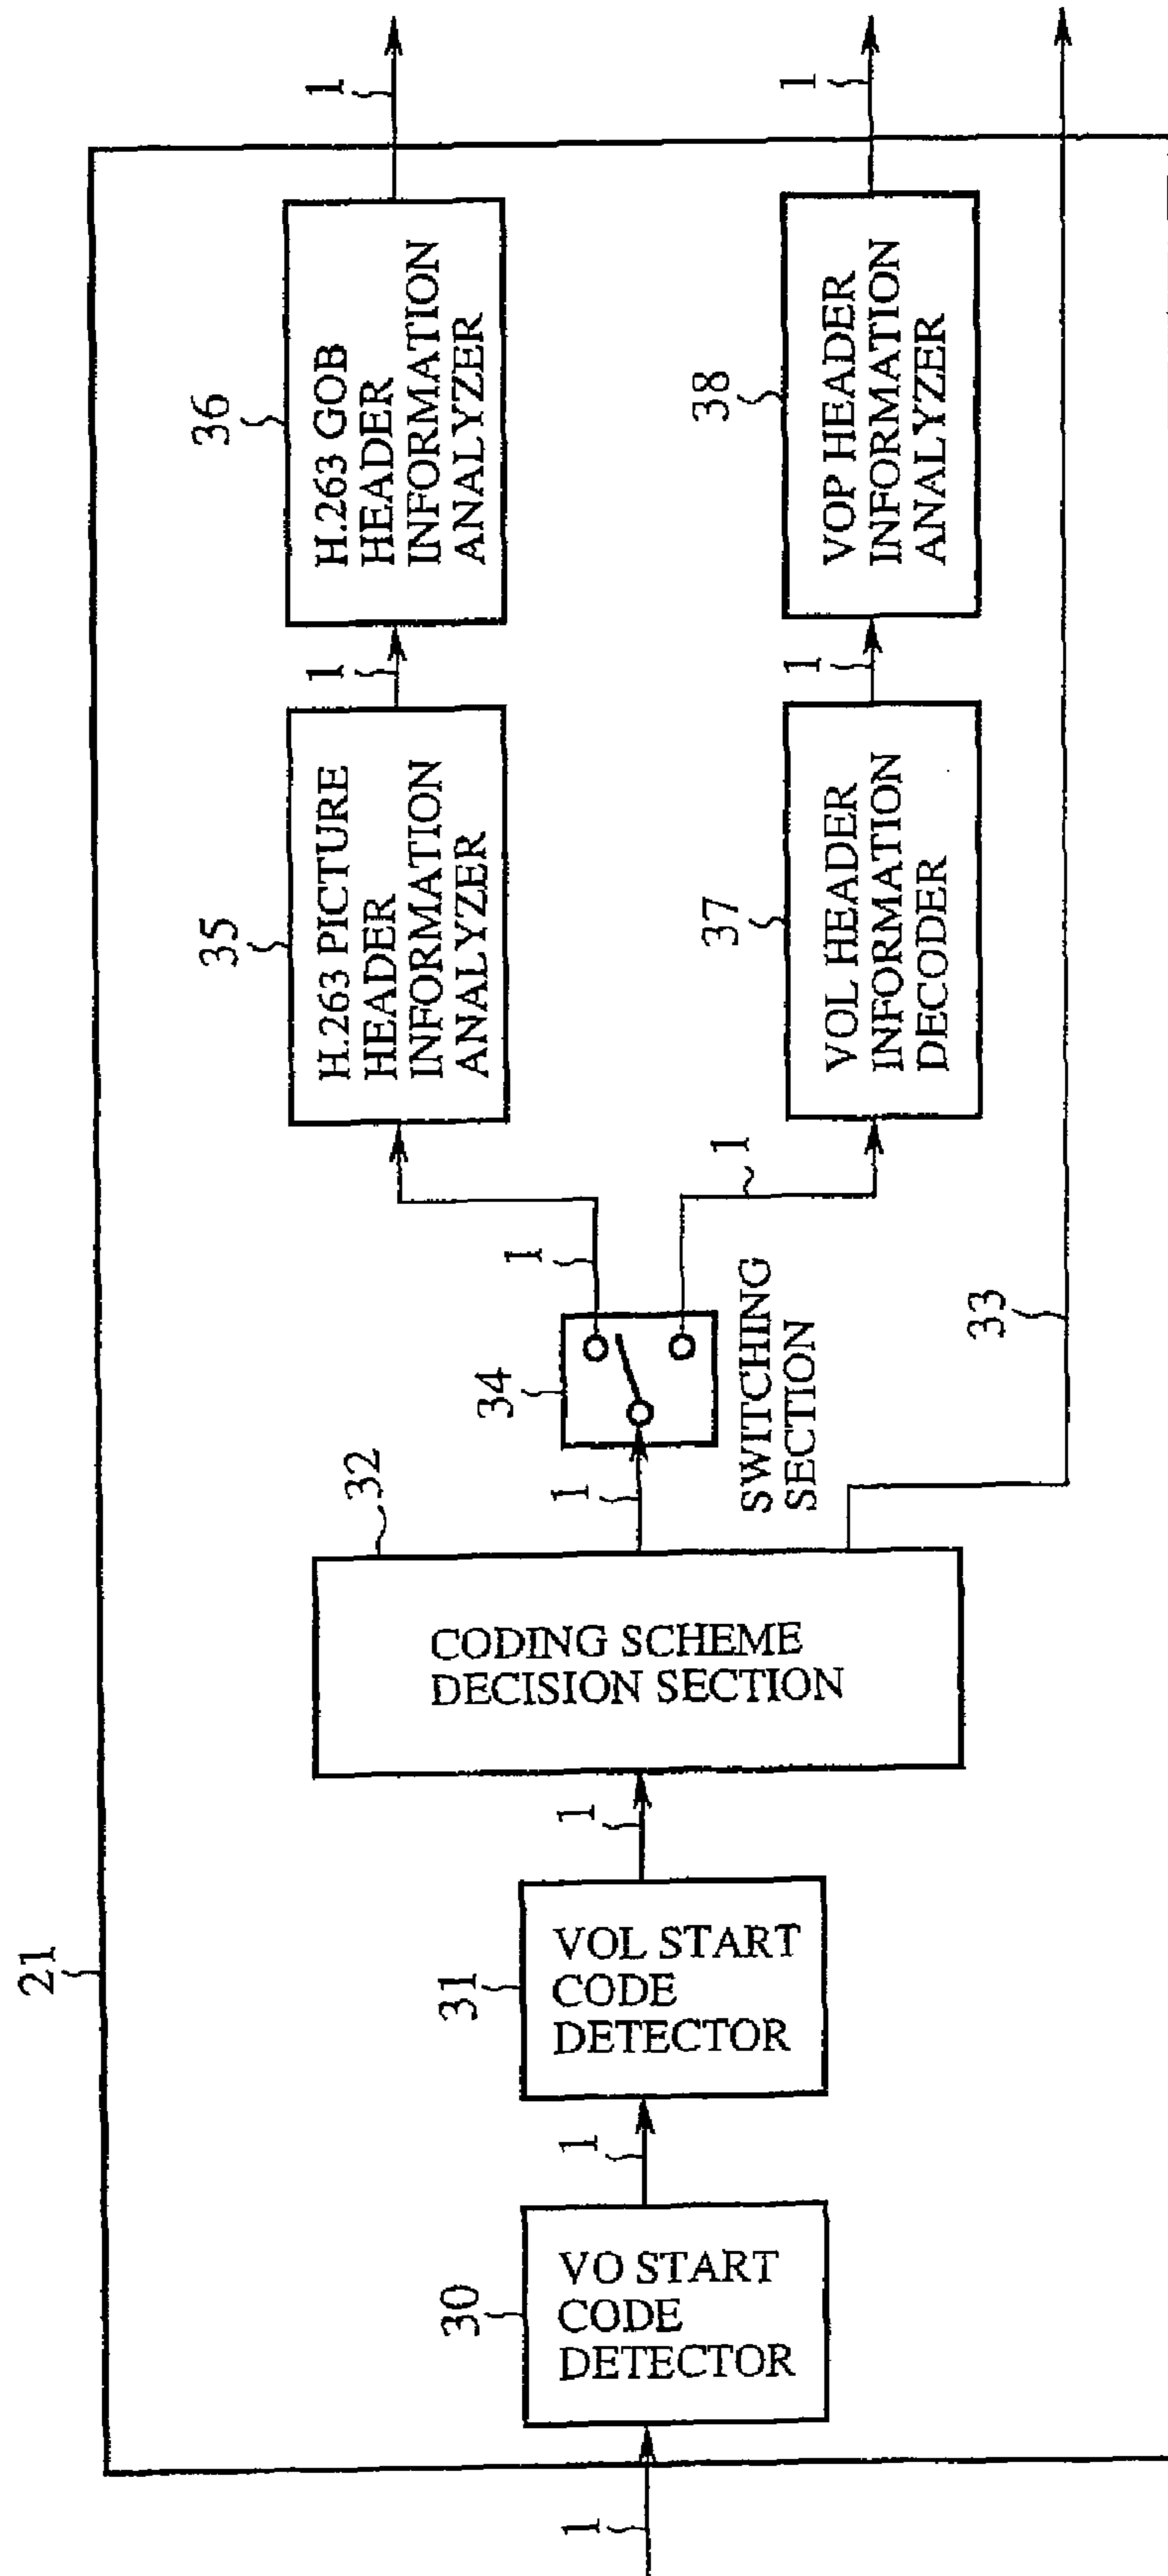 21
1
30
VO START
CODE
DETECTOR
1
31
VOL START
CODE
DETECTOR
1
32
CODING SCHEME
DECISION SECTION
1
34
SWITCHING
SECTION
33
1
1
35
H.263 PICTURE
HEADER
INFORMATION
ANALYZER
1
36
H.263 GOB
HEADER
INFORMATION
ANALYZER
1
37
VOL HEADER
INFORMATION
DECODER
1
38
VOP HEADER
INFORMATION
ANALYZER
1